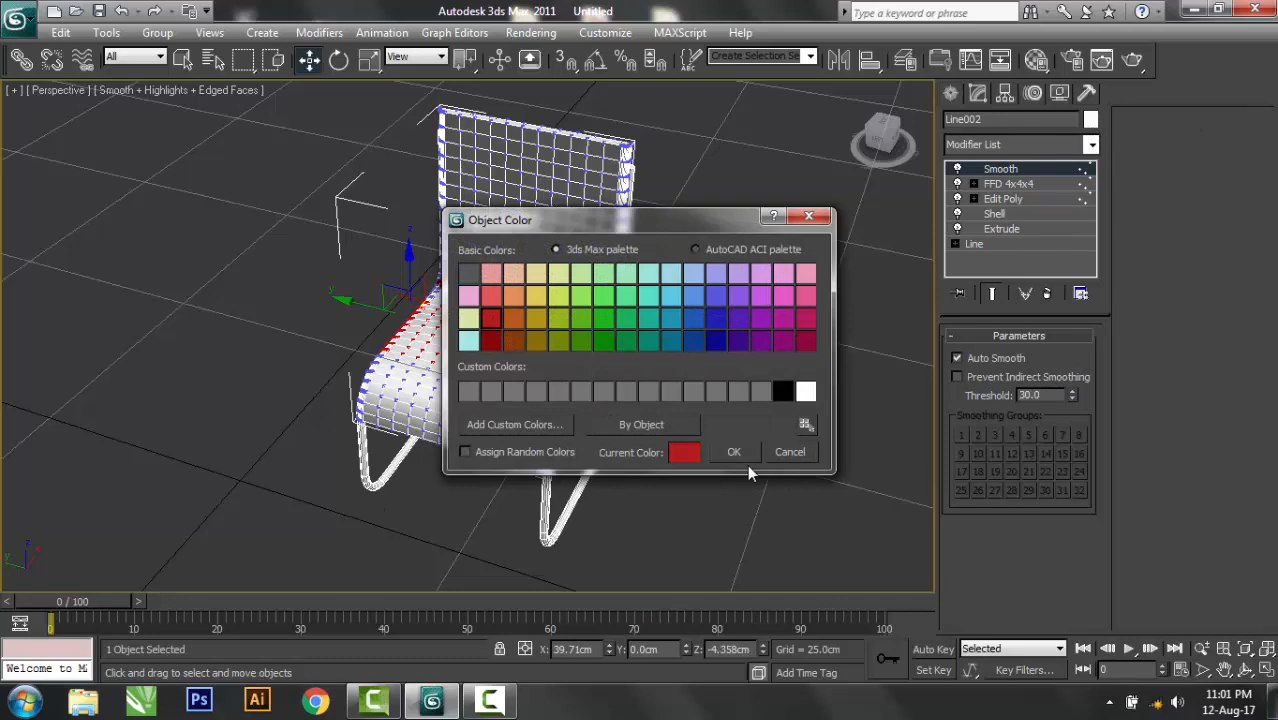 Autodesk 3ds Max 2011 Untitled
Type a keyword or phrase
Edit Tools Group Views Create Modifiers Animation Graph Editors Rendering Customize MAXScript Help
All View Create Selection Se
[ + ] [ Perspective ] [ Smooth + Highlights + Edged Faces ]
Line002
Modifier List
Smooth
FFD 4x4x4
Edit Poly
Shell
Extrude
Line
Object Color
Basic Colors: 3ds Max palette AutoCAD ACI palette
Custom Colors:
Add Custom Colors... By Object
Assign Random Colors Current Color: OK Cancel
- Parameters
Auto Smooth
Prevent Indirect Smoothing
Threshold: 30.0
Smoothing Groups:
1 2 3 4 5 6 7 8
9 10 11 12 13 14 15 16
17 18 19 20 21 22 23 24
25 26 27 28 29 30 31 32
z
y
z
x
y
< 0 / 100 >
0 10 20 30 40 50 60 70 80 90 100
1 Object Selected X: 39.71cm Y: 0.0cm Z: -4.358cm Grid = 25.0cm Auto Key Selected
Welcome to M Click and drag to select and move objects Add Time Tag Set Key Key Filters... 0
Ps Ai
11:01 PM
12-Aug-17